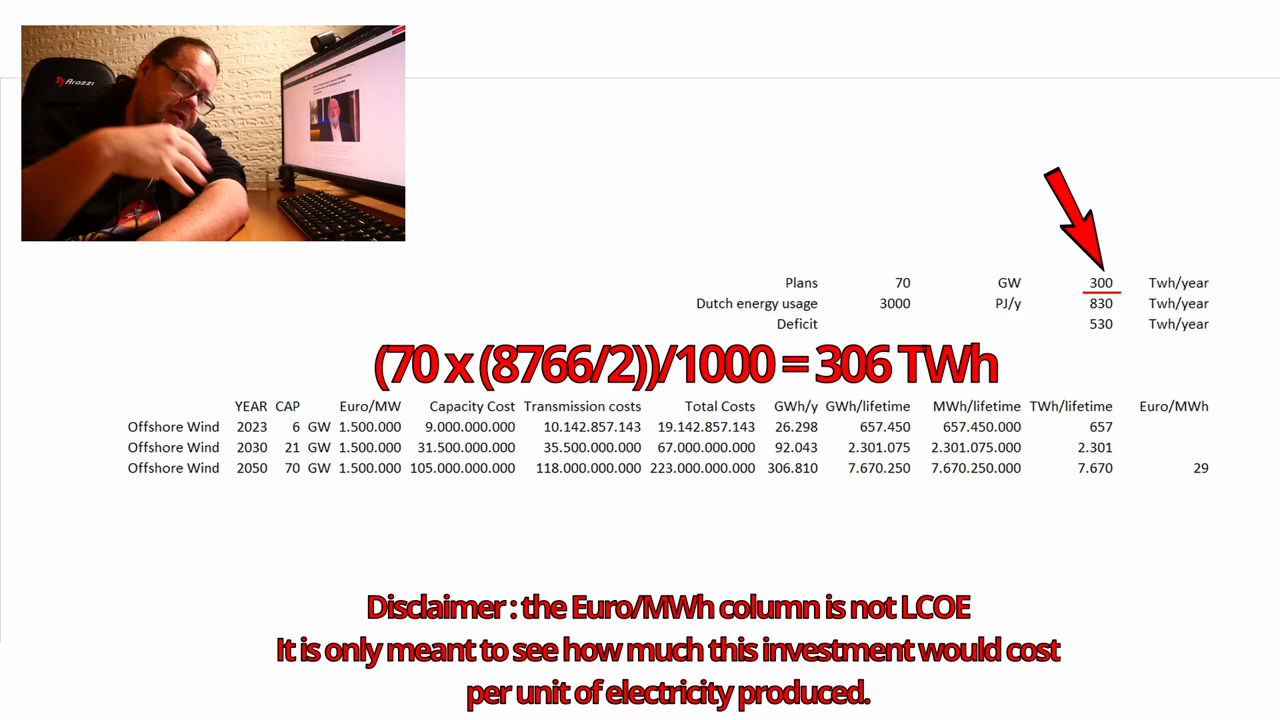 Arozzi
Plans 70 GW 300 Twh/year
Dutch energy usage 3000 PJ/y 830 Twh/year
Deficit 530 Twh/year
(70 x (8766/2))/1000 = 306 TWh
YEAR CAP Euro/MW Capacity Cost Transmission costs Total Costs GWh/y GWh/lifetime MWh/lifetime TWh/lifetime Euro/MWh
Offshore Wind 2023 6 GW 1.500.000 9.000.000.000 10.142.857.143 19.142.857.143 26.298 657.450 657.450.000 657
Offshore Wind 2030 21 GW 1.500.000 31.500.000.000 35.500.000.000 67.000.000.000 92.043 2.301.075 2.301.075.000 2.301
Offshore Wind 2050 70 GW 1.500.000 105.000.000.000 118.000.000.000 223.000.000.000 306.810 7.670.250 7.670.250.000 7.670 29
Disclaimer : the Euro/MWh column is not LCOE
It is only meant to see how much this investment would cost
per unit of electricity produced.